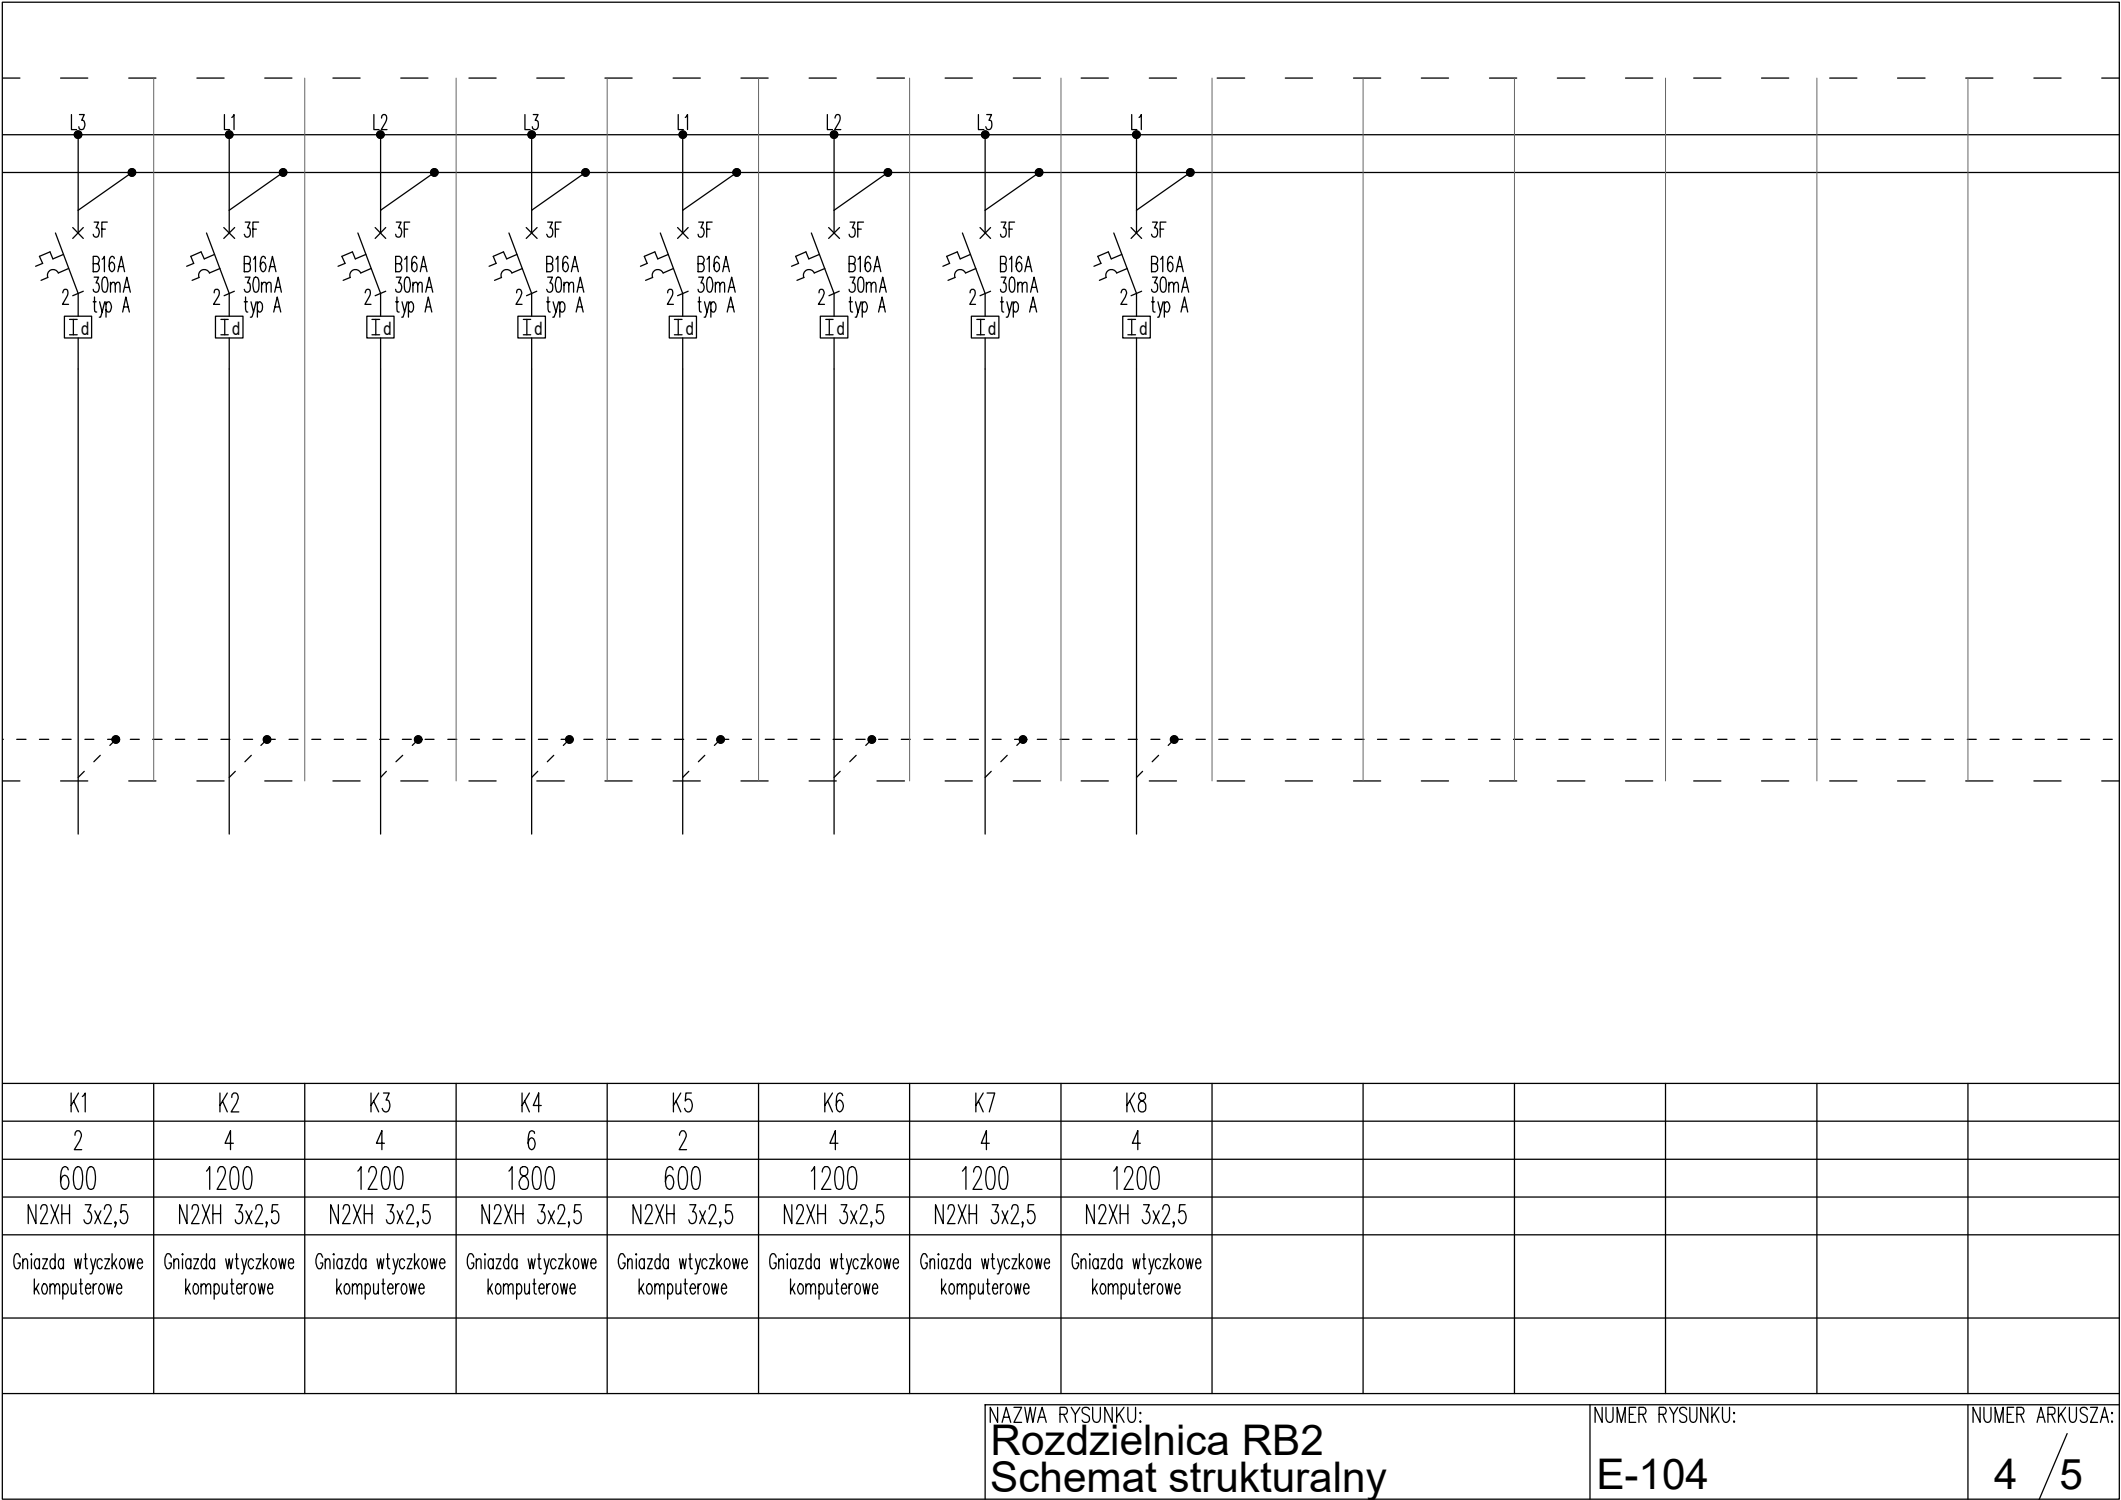 L3 L1 L2 L3 L1 L2 L3 L1
3F 3F 3F 3F 3F 3F 3F 3F
B16A B16A B16A B16A B16A B16A B16A B16A
30mA 30mA 30mA 30mA 30mA 30mA 30mA 30mA
2 typ A 2 typ A 2 typ A 2 typ A 2 typ A 2 typ A 2 typ A 2 typ A
Id Id Id Id Id Id Id Id
K1 K2 K3 K4 K5 K6 K7 K8
2 4 4 6 2 4 4 4
600 1200 1200 1800 600 1200 1200 1200
N2XH 3x2,5 N2XH 3x2,5 N2XH 3x2,5 N2XH 3x2,5 N2XH 3x2,5 N2XH 3x2,5 N2XH 3x2,5 N2XH 3x2,5
Gniazda wtyczkowe Gniazda wtyczkowe Gniazda wtyczkowe Gniazda wtyczkowe Gniazda wtyczkowe Gniazda wtyczkowe Gniazda wtyczkowe Gniazda wtyczkowe
komputerowe komputerowe komputerowe komputerowe komputerowe komputerowe komputerowe komputerowe
NAZWA RYSUNKU:
Rozdzielnica RB2
Schemat strukturalny
NUMER RYSUNKU:
E-104
NUMER ARKUSZA:
4 / 5